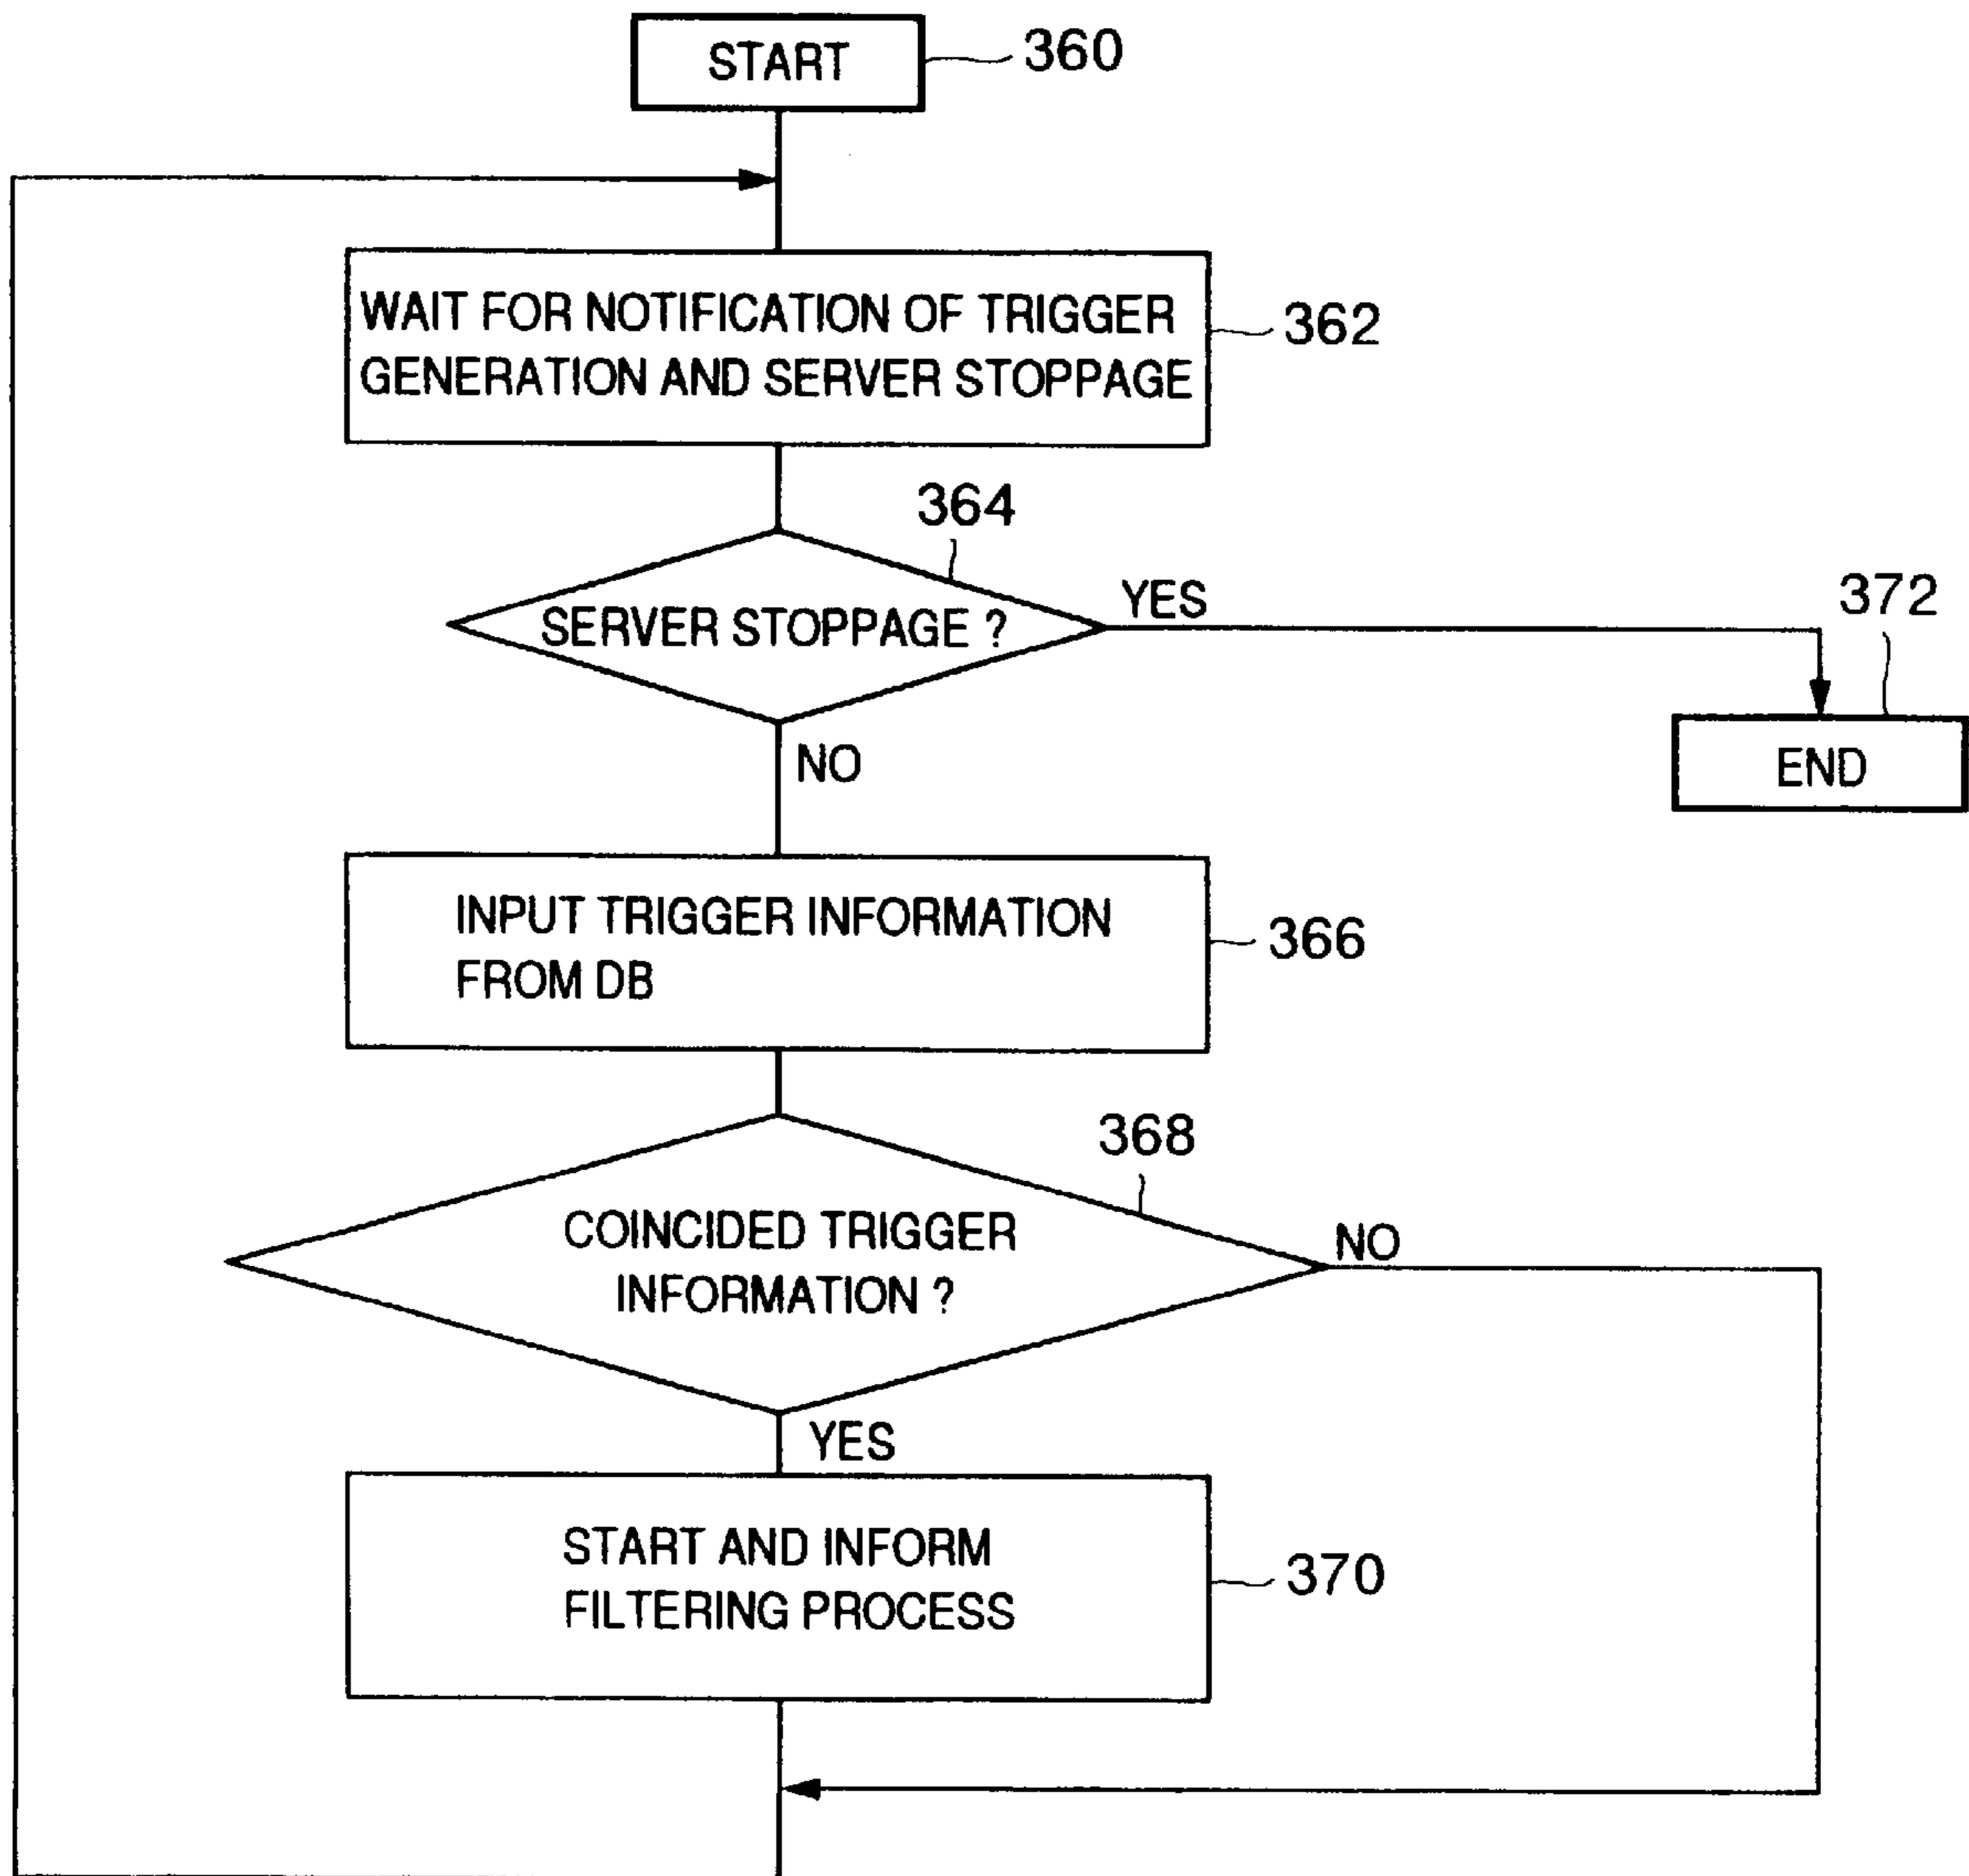 START
360
WAIT FOR NOTIFICATION OF TRIGGER
GENERATION AND SERVER STOPPAGE
362
364
SERVER STOPPAGE ?
YES
372
END
NO
INPUT TRIGGER INFORMATION
FROM DB
366
368
COINCIDED TRIGGER
INFORMATION ?
NO
YES
START AND INFORM
FILTERING PROCESS
370